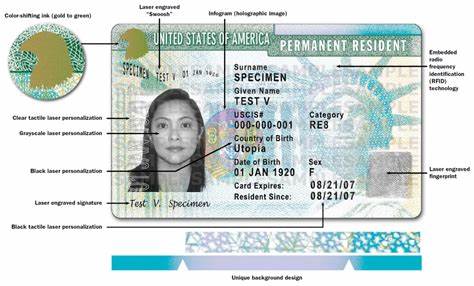 Laser engraved
"Swoosh"
Infogram (holographic image)
Color-shifting ink (gold to green)
UNITED STATES OF AMERICA
PERMANENT RESIDENT
SPECIMEN
TEST V
01 JAN 1920
Surname
SPECIMEN
Given Name
TEST V
USCIS#
000-000-001
Category
RE8
Country of Birth
Utopia
Date of Birth
01 JAN 1920
Sex
F
Card Expires: 08/21/07
Resident Since: 08/21/07
Test V. Specimen
Embedded
radio
frequency
identification
(RFID)
technology
Clear tactile laser personalization
Grayscale laser personalization
Black laser personalization
Laser engraved signature
Black tactile laser personalization
Laser engraved
fingerprint
Unique background design